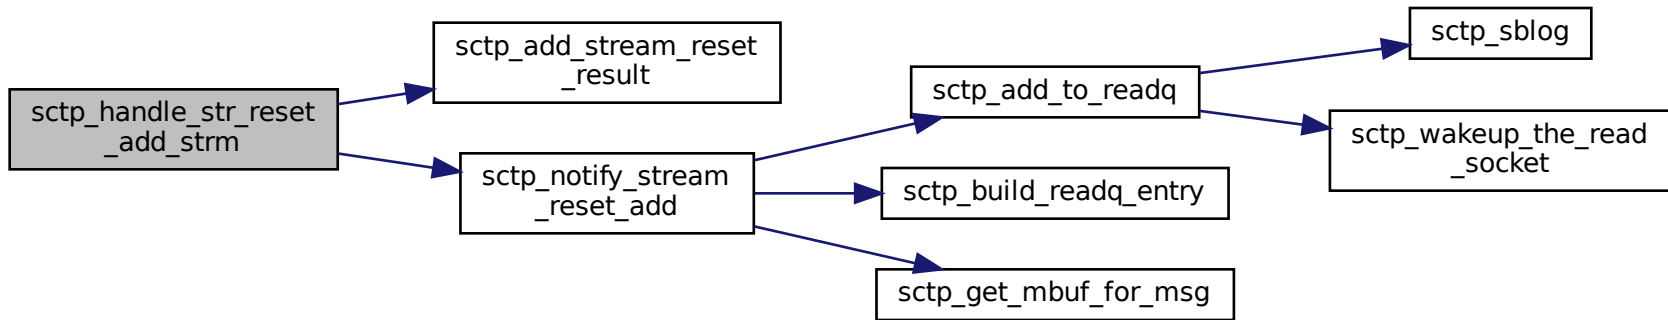 sctp_handle_str_reset
_add_strm
sctp_add_stream_reset
_result
sctp_notify_stream
_reset_add
sctp_add_to_readq
sctp_sblog
sctp_wakeup_the_read
_socket
sctp_build_readq_entry
sctp_get_mbuf_for_msg